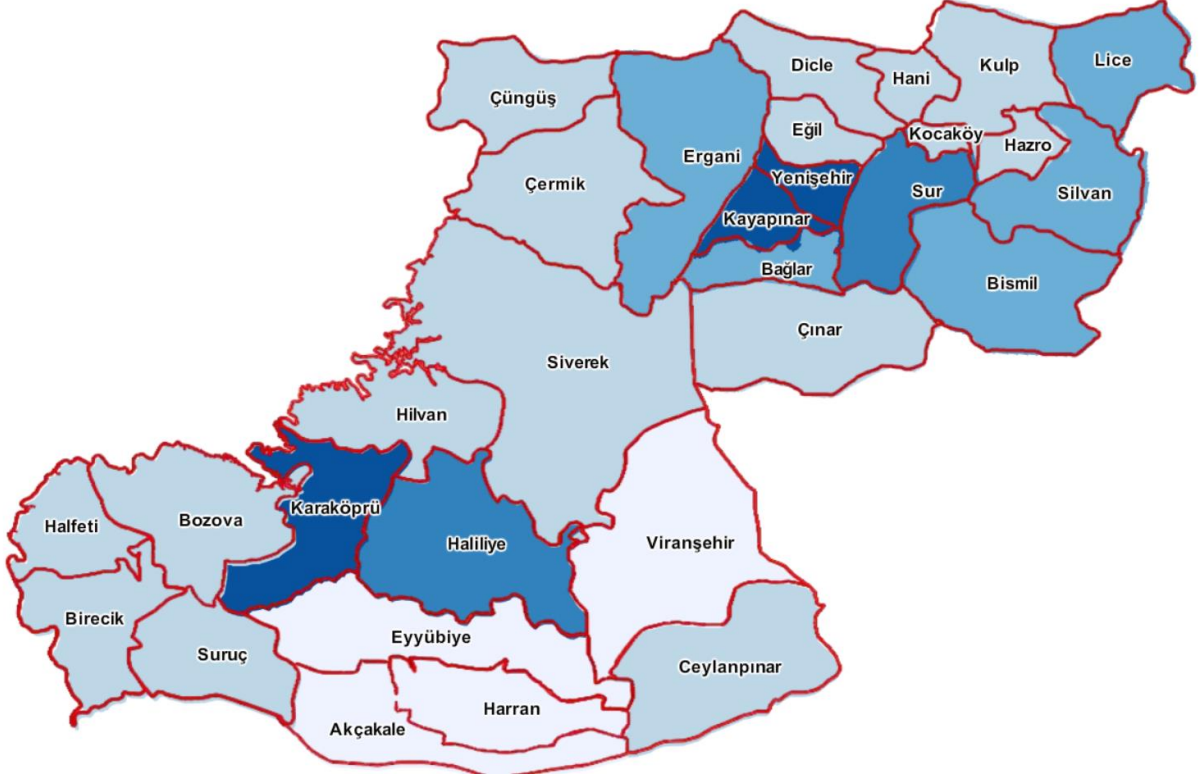 Lice
Dicle
Kulp
Hani
Çüngüş
Eğil
Kocaköy
Hazro
Ergani
Çermik
Yenişehir
Sur
Silvan
Kayapınar
Bağlar
Bismil
Çınar
Siverek
Hilvan
Karaköprü
Bozova
Halfeti
Haliliye
Viranşehir
Birecik
Eyyübiye
Suruç
Ceylanpınar
Harran
Akçakale